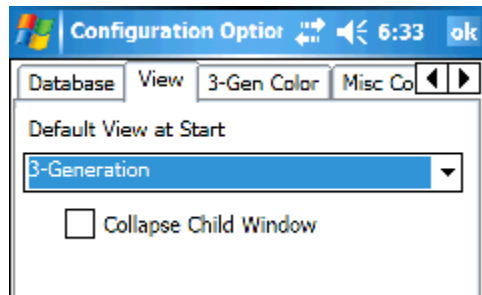 Configuration Option 6:33 ok
Database View 3-Gen Color Misc Co
Default View at Start
3-Generation
Collapse Child Window